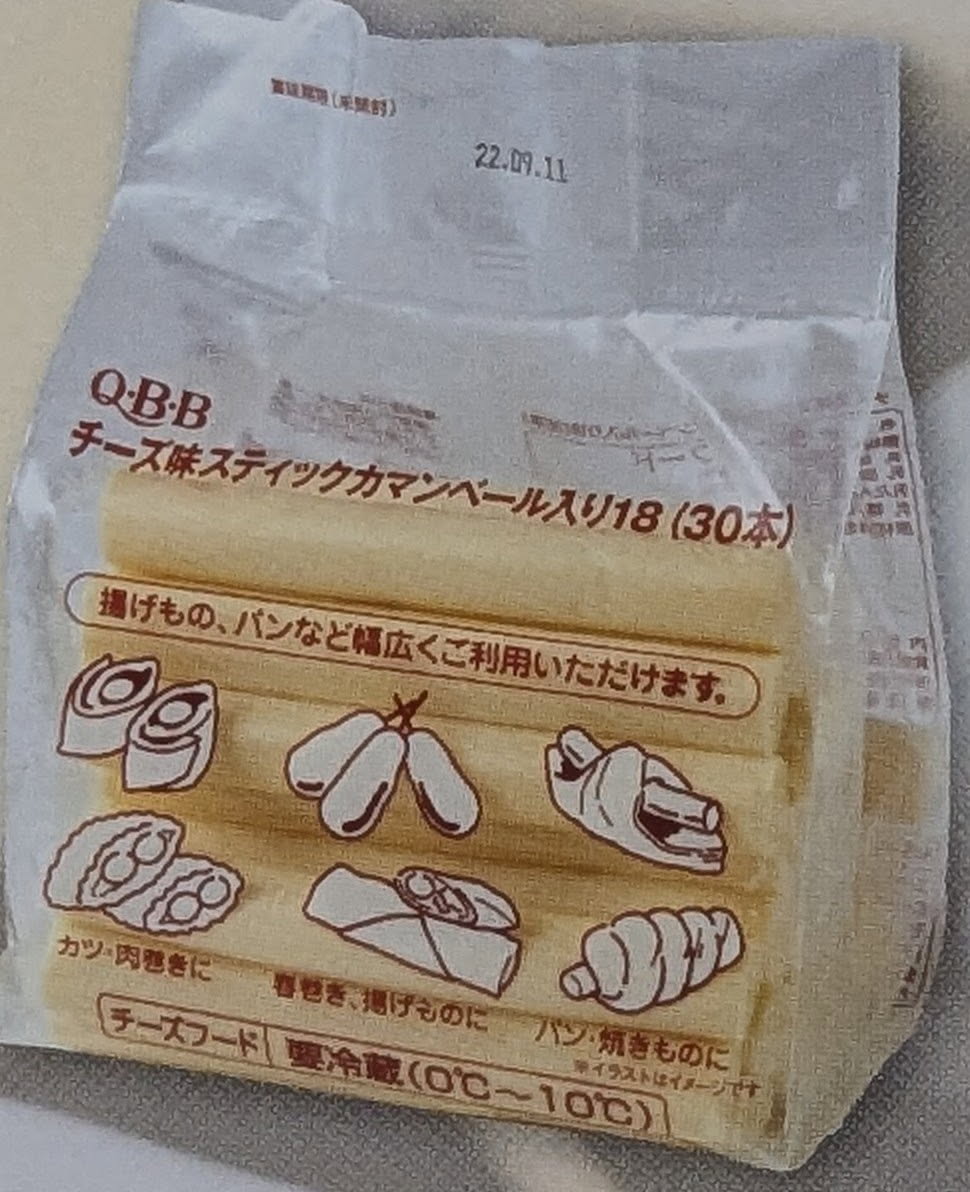 賞味期限(未開封)
22.09.11
Q・B・B
チーズ味スティックカマンベール入り18(30本)
揚げもの、パンなど幅広くご利用いただけます。
カツ・肉巻きに
春巻き、揚げものに
パン・焼きものに
※イラストはイメージです
チーズフード 要冷蔵(0℃〜10℃)